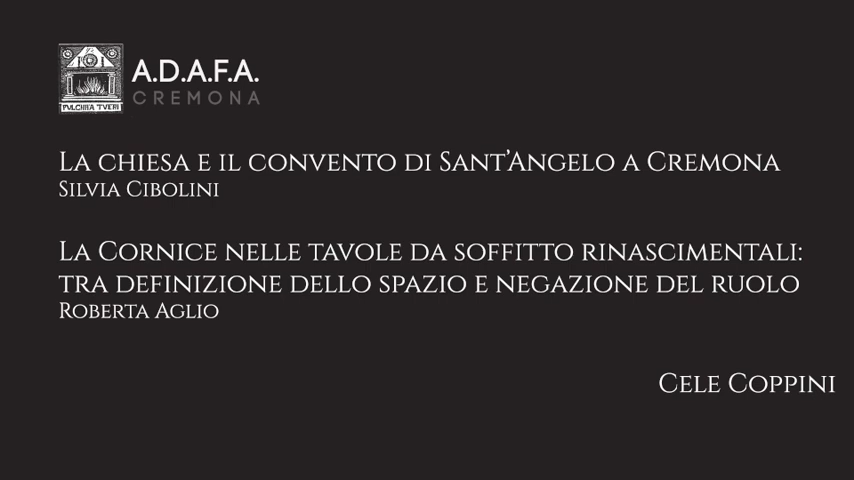 A.D.A.F.A.
CREMONA
PULCHRA TVERI
La chiesa e il convento di Sant'Angelo a Cremona
Silvia Cibolini
La Cornice nelle tavole da soffitto rinascimentali:
tra definizione dello spazio e negazione del ruolo
Roberta Aglio
Cele Coppini